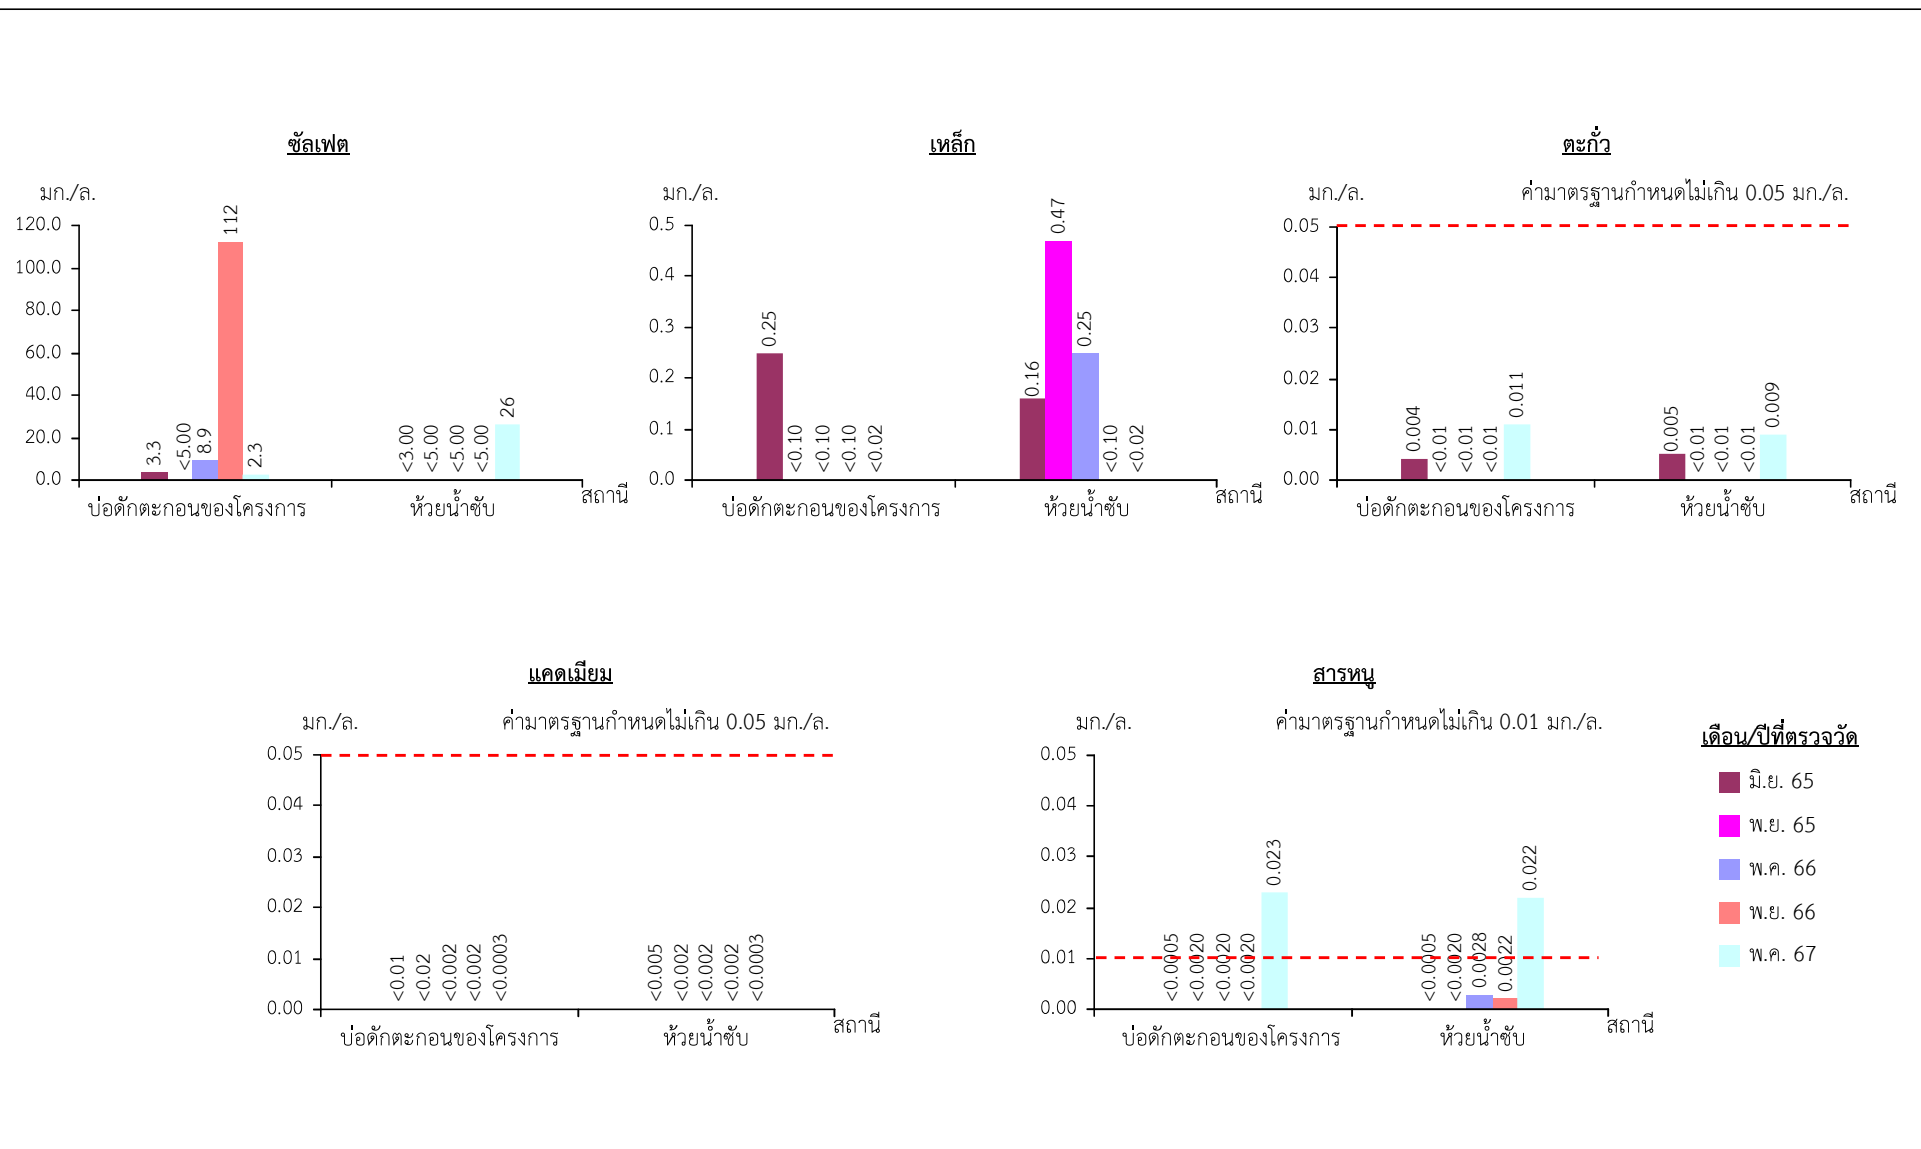 ซัลเฟต
มก./ล.
120.0
100.0
80.0
60.0
40.0
20.0
0.0
3.3
<5.00
8.9
112
2.3
<3.00
<5.00
<5.00
<5.00
26
บ่อดักตะกอนของโครงการ
ห้วยน้ำซับ
สถานี
เหล็ก
มก./ล.
0.5
0.4
0.3
0.2
0.1
0.0
0.25
<0.10
<0.10
<0.10
<0.02
0.16
0.47
0.25
<0.10
<0.02
บ่อดักตะกอนของโครงการ
ห้วยน้ำซับ
สถานี
ตะกั่ว
มก./ล.
ค่ามาตรฐานกำหนดไม่เกิน 0.05 มก./ล.
0.05
0.04
0.03
0.02
0.01
0.00
0.004
<0.01
<0.01
<0.01
0.011
0.005
<0.01
<0.01
<0.01
0.009
บ่อดักตะกอนของโครงการ
ห้วยน้ำซับ
สถานี
แคดเมียม
มก./ล.
ค่ามาตรฐานกำหนดไม่เกิน 0.05 มก./ล.
0.05
0.04
0.03
0.02
0.01
0.00
<0.01
<0.02
<0.002
<0.002
<0.0003
<0.005
<0.002
<0.002
<0.002
<0.0003
บ่อดักตะกอนของโครงการ
ห้วยน้ำซับ
สถานี
สารหนู
มก./ล.
ค่ามาตรฐานกำหนดไม่เกิน 0.01 มก./ล.
0.05
0.04
0.03
0.02
0.01
0.00
<0.0005
<0.0020
<0.0020
<0.0020
0.023
<0.0005
<0.0020
0.0028
0.0022
0.022
บ่อดักตะกอนของโครงการ
ห้วยน้ำซับ
สถานี
เดือน/ปีที่ตรวจวัด
มิ.ย. 65
พ.ย. 65
พ.ค. 66
พ.ย. 66
พ.ค. 67